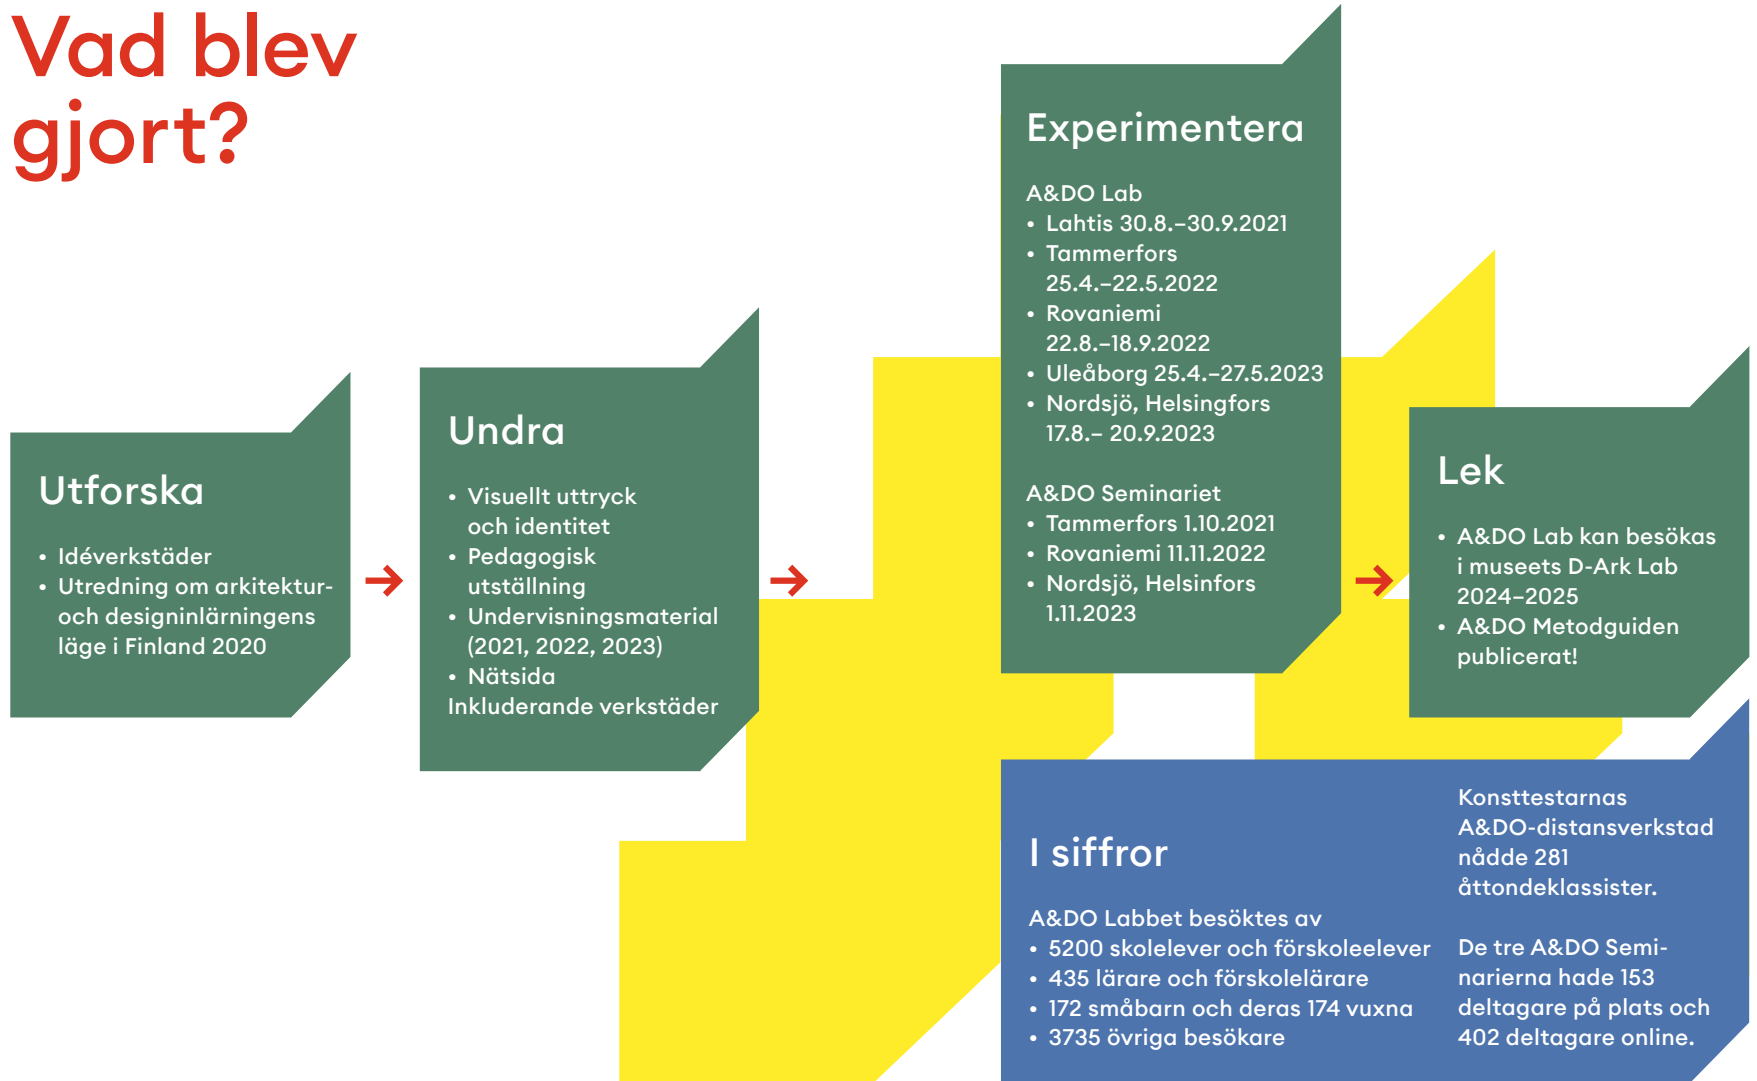 Vad blev
gjort?
Utforska
• Idéverkstäder
• Utredning om arkitektur-
och designinlärningens
läge i Finland 2020
Undra
• Visuellt uttryck
och identitet
• Pedagogisk
utställning
• Undervisningsmaterial
(2021, 2022, 2023)
• Nätsida
Inkluderande verkstäder
Experimentera
A&DO Lab
• Lahtis 30.8.–30.9.2021
• Tammerfors
25.4.–22.5.2022
• Rovaniemi
22.8.–18.9.2022
• Uleåborg 25.4.–27.5.2023
• Nordsjö, Helsingfors
17.8.– 20.9.2023
A&DO Seminariet
• Tammerfors 1.10.2021
• Rovaniemi 11.11.2022
• Nordsjö, Helsinfors
1.11.2023
Lek
• A&DO Lab kan besökas
i museets D-Ark Lab
2024–2025
• A&DO Metodguiden
publicerat!
I siffror
A&DO Labbet besöktes av
• 5200 skolelever och förskoleelever
• 435 lärare och förskolelärare
• 172 småbarn och deras 174 vuxna
• 3735 övriga besökare
Konsttestarnas
A&DO-distansverkstad
nådde 281
åttondeklassister.
De tre A&DO Semi-
narierna hade 153
deltagare på plats och
402 deltagare online.